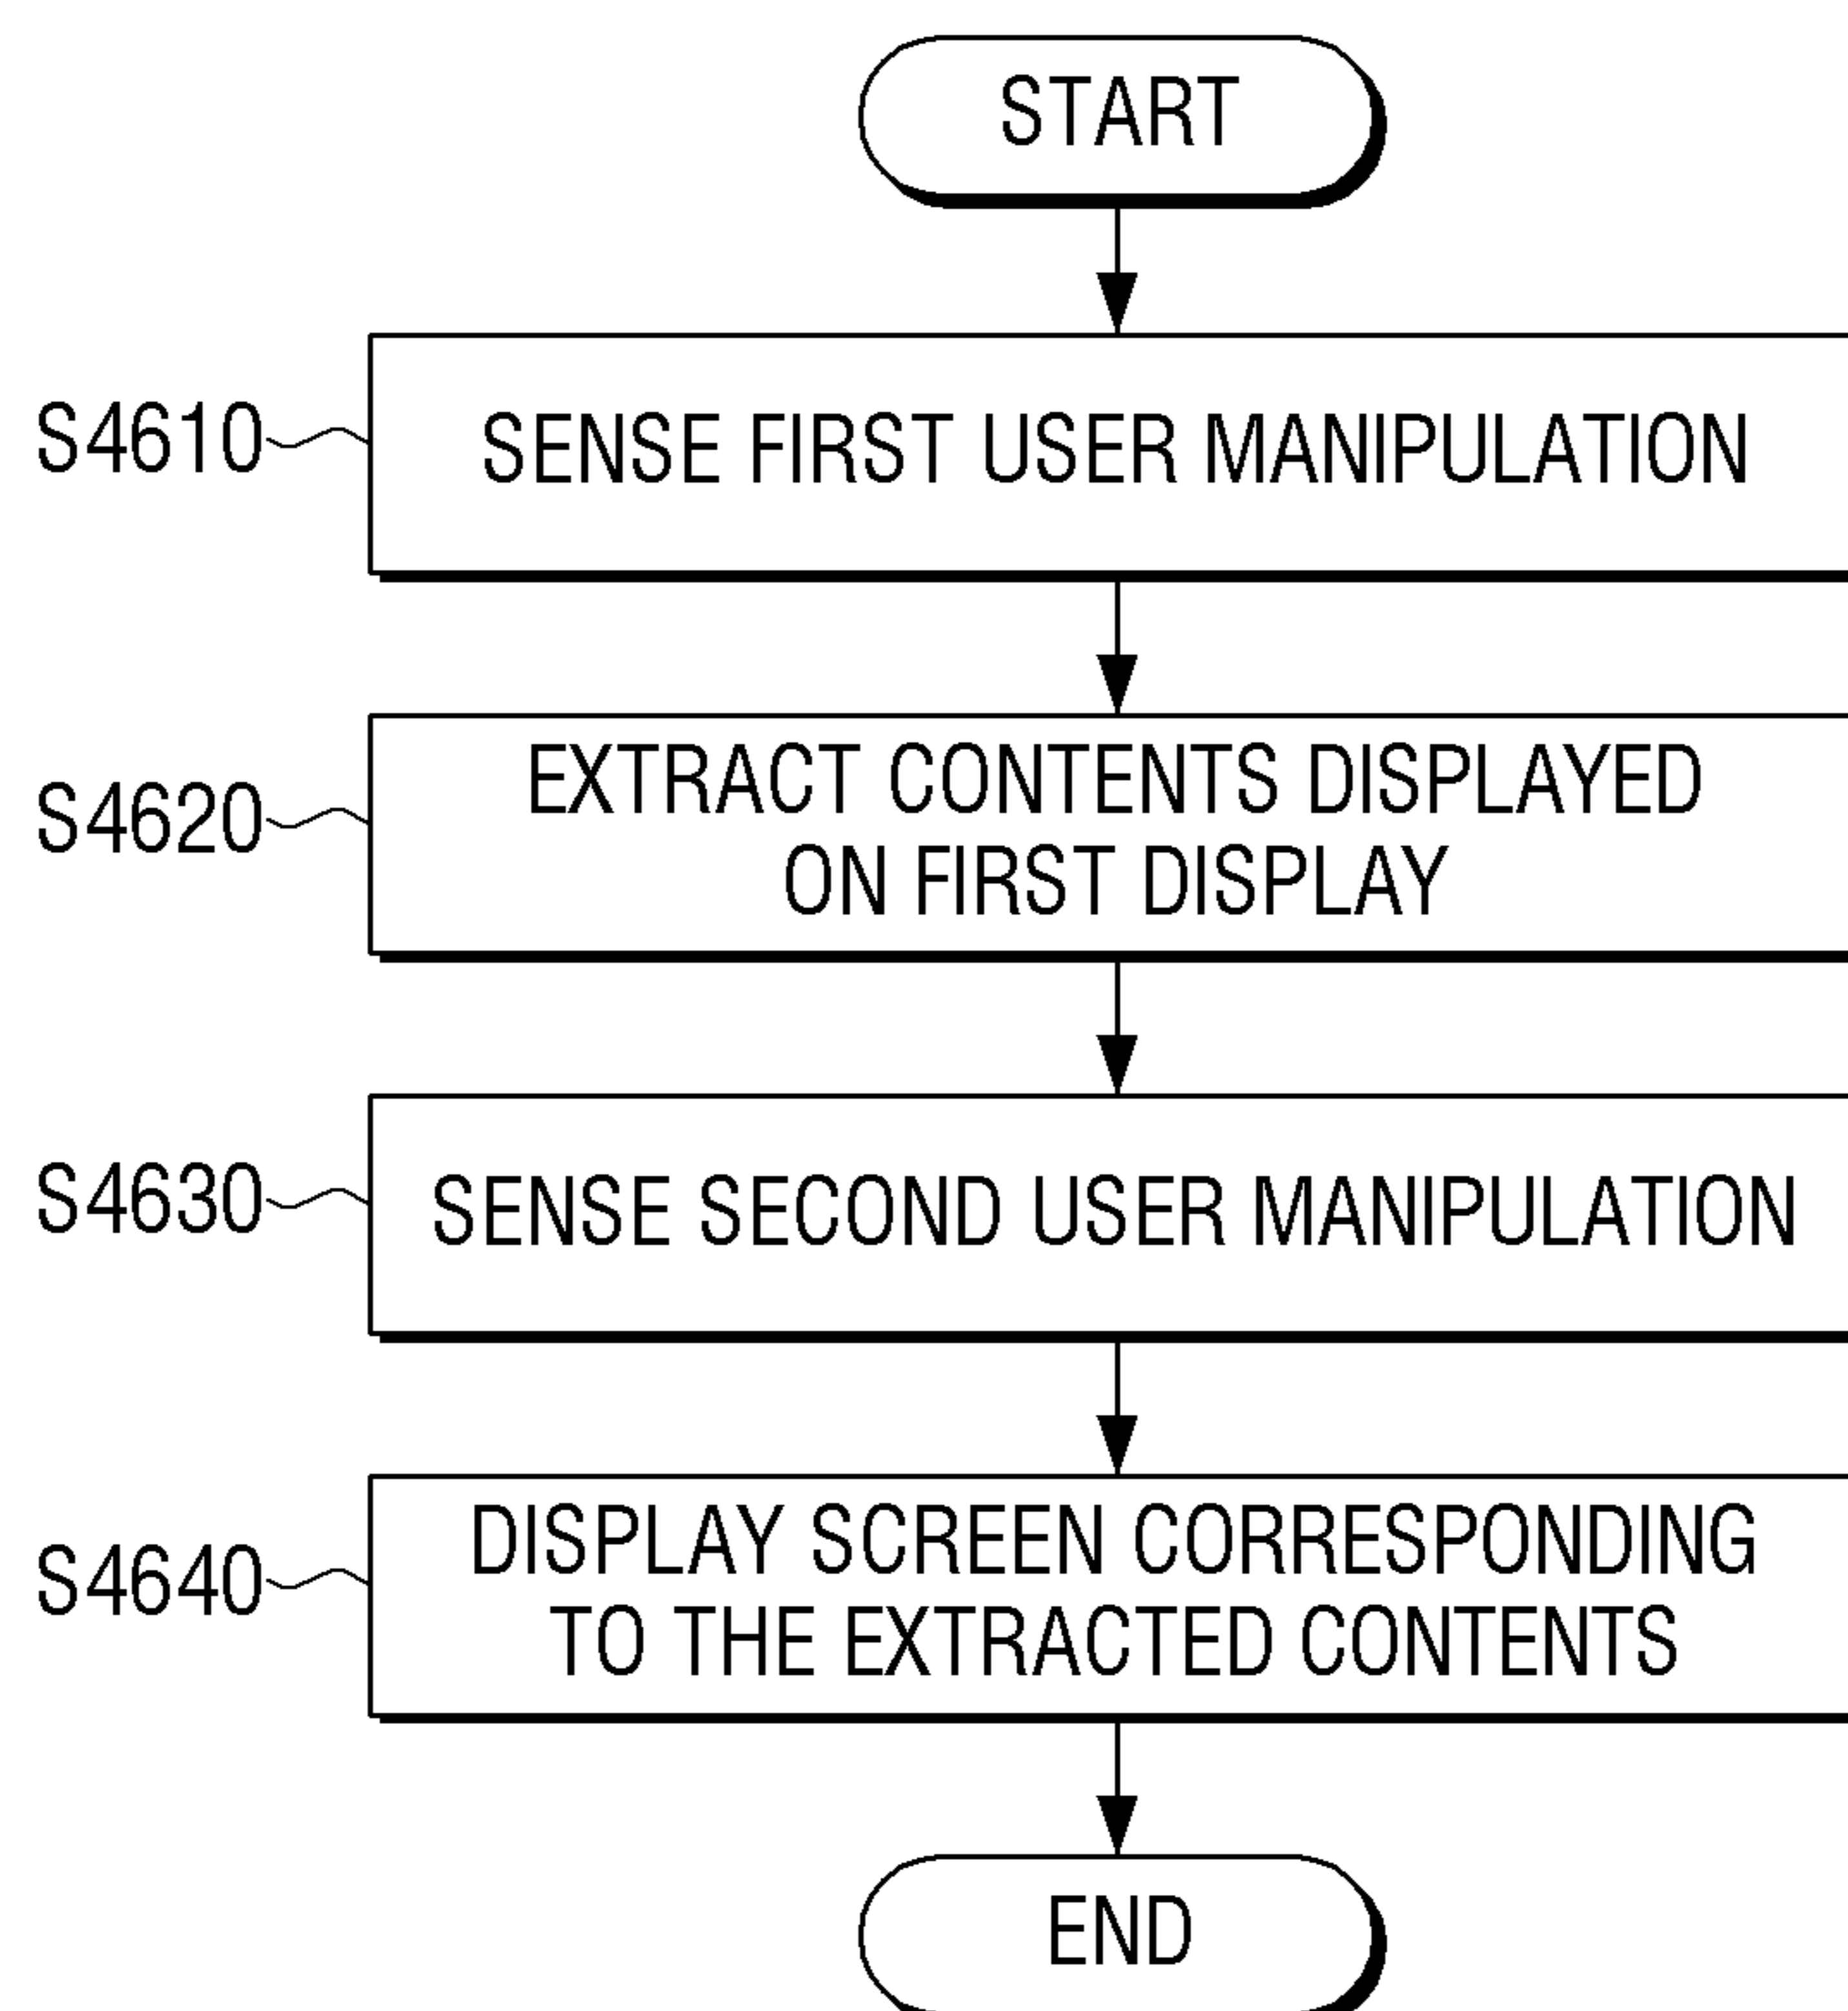 START
S4610
SENSE FIRST USER MANIPULATION
S4620
EXTRACT CONTENTS DISPLAYED
ON FIRST DISPLAY
S4630
SENSE SECOND USER MANIPULATION
S4640
DISPLAY SCREEN CORRESPONDING
TO THE EXTRACTED CONTENTS
END